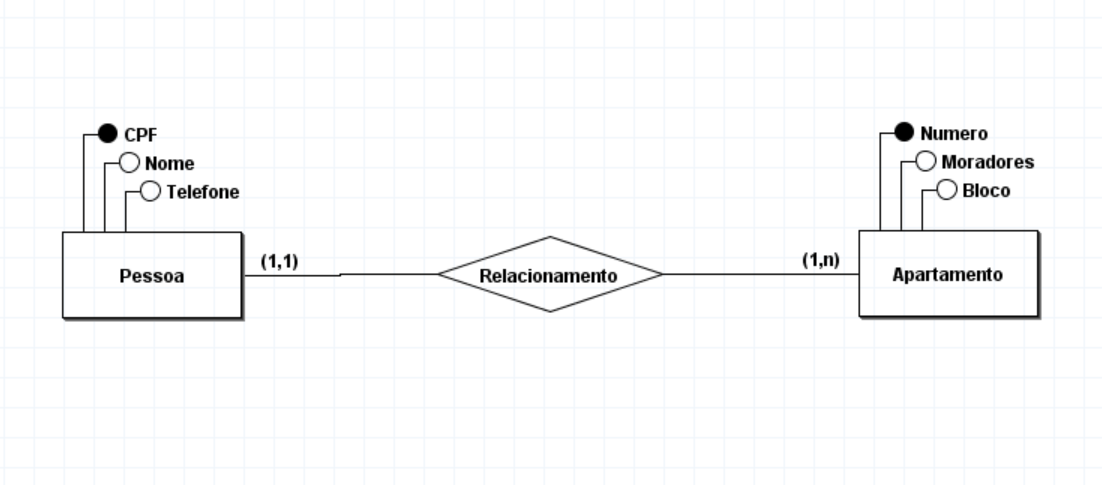 CPF
Nome
Telefone
Pessoa
(1,1)
Relacionamento
(1,n)
Numero
Moradores
Bloco
Apartamento